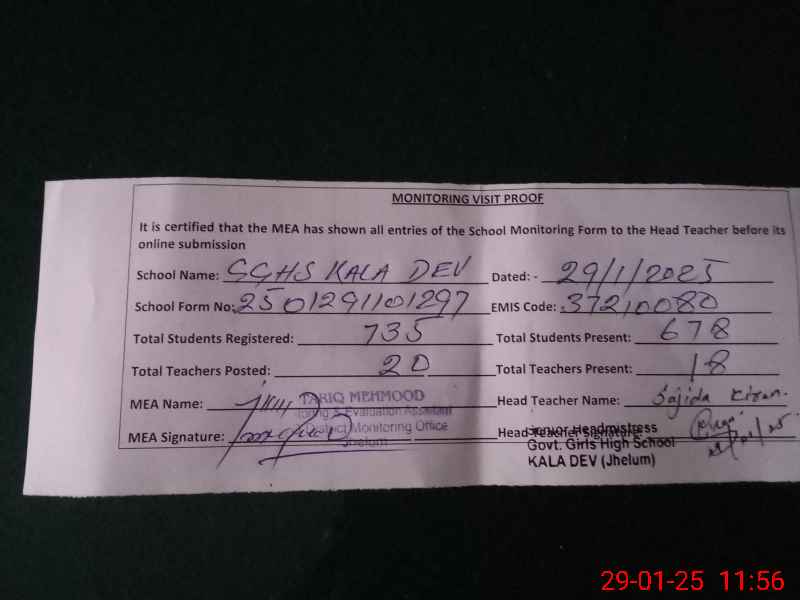 MONITORING VISIT PROOF
It is certified that the MEA has shown all entries of the School Monitoring Form to the Head Teacher before its
online submission
School Name: GGHS KALA DEV Dated: - 29/1/2025
School Form No: 2501291101297 EMIS Code: 37210080
Total Students Registered: 735 Total Students Present: 678
Total Teachers Posted: 20 Total Teachers Present: 18
MEA Name: TARIQ MEHMOOD Head Teacher Name: Sajida Kiran.
Monitoring & Evaluation Assistant
MEA Signature: District Monitoring Office Head Teacher Signature:
Jhelum
Senior Headmistress
Govt. Girls High School
KALA DEV (Jhelum)
29-01-25 11:56